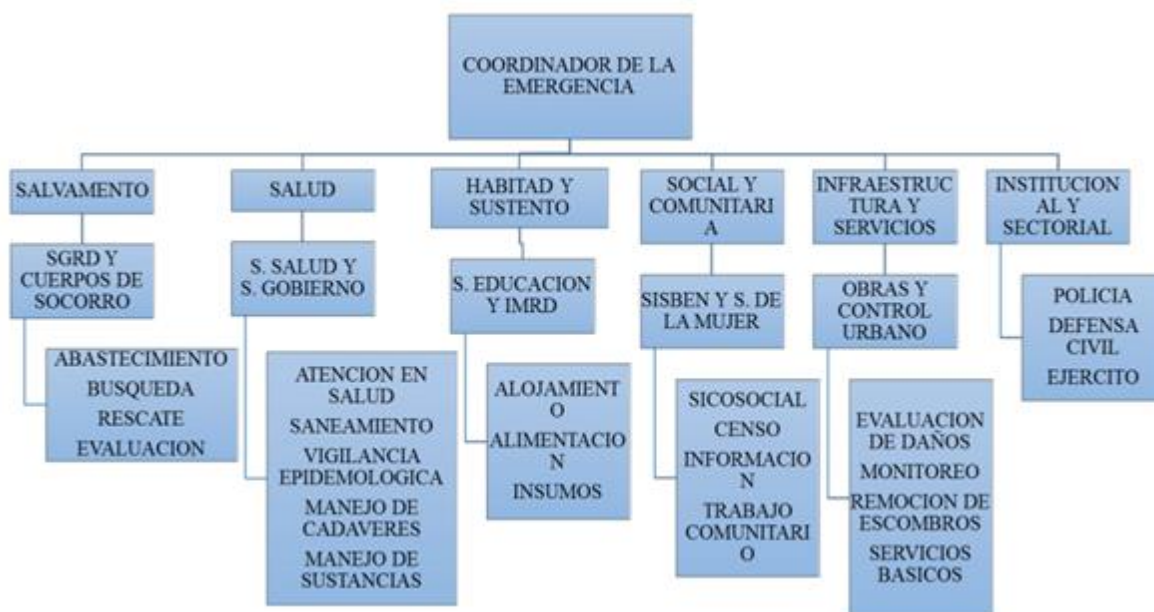 COORDINADOR DE LA
EMERGENCIA
SALVAMENTO
SALUD
HABITAD Y
SUSTENTO
SOCIAL Y
COMUNITARI
A
INFRAESTRUC
TURA Y
SERVICIOS
INSTITUCION
AL Y
SECTORIAL
SGRD Y
CUERPOS DE
SOCORRO
S. SALUD Y
S. GOBIERNO
S. EDUCACION
Y IMRD
SISBEN Y S. DE
LA MUJER
OBRAS Y
CONTROL
URBANO
POLICIA
DEFENSA
CIVIL
EJERCITO
ABASTECIMIENTO
BUSQUEDA
RESCATE
EVALUACION
ATENCION EN
SALUD
SANEAMIENTO
VIGILANCIA
EPIDEMOLOGICA
MANEJO DE
CADAVERES
MANEJO DE
SUSTANCIAS
ALOJAMIENT
O
ALIMENTACIO
N
INSUMOS
SICOSOCIAL
CENSO
INFORMACIO
N
TRABAJO
COMUNITARI
O
EVALUACION
DE DAÑOS
MONITOREO
REMOCION DE
ESCOMBROS
SERVICIOS
BASICOS